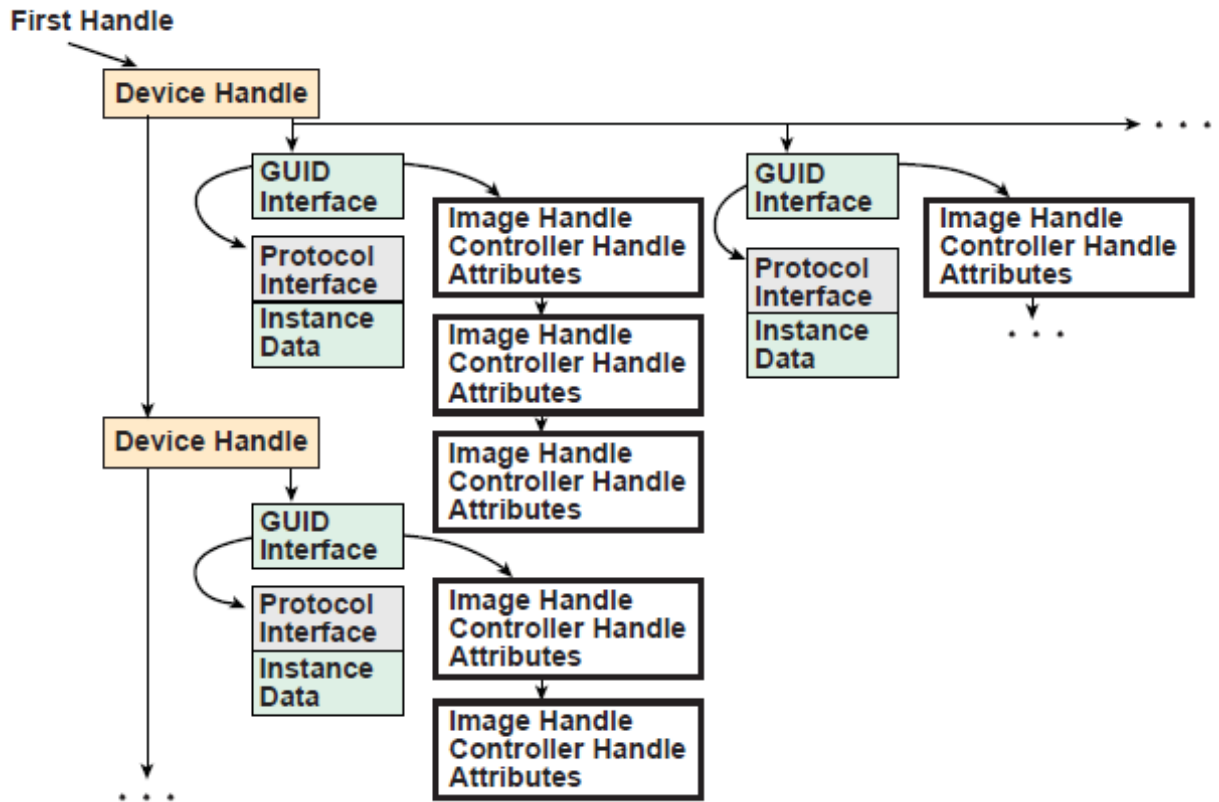 First Handle
Device Handle
. . .
GUID
Interface
Image Handle
Controller Handle
Attributes
Protocol
Interface
Instance
Data
Image Handle
Controller Handle
Attributes
Image Handle
Controller Handle
Attributes
GUID
Interface
Image Handle
Controller Handle
Attributes
. . .
Protocol
Interface
Instance
Data
Device Handle
GUID
Interface
Image Handle
Controller Handle
Attributes
Protocol
Interface
Instance
Data
Image Handle
Controller Handle
Attributes
. . .